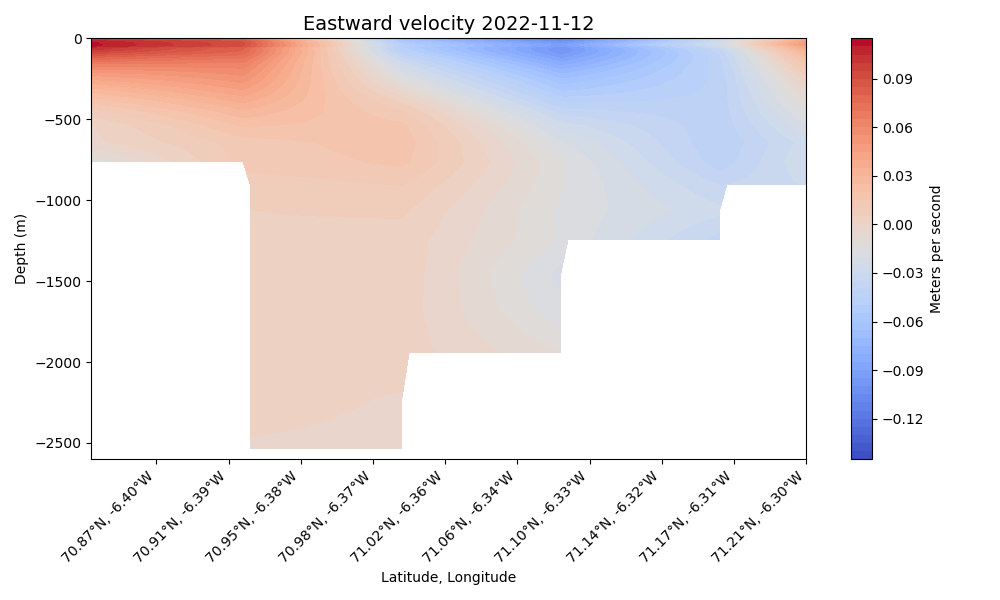 Eastward velocity 2022-11-12
0
−500
−1000
−1500
−2000
−2500
Depth (m)
70.87°N, -6.40°W
70.91°N, -6.39°W
70.95°N, -6.38°W
70.98°N, -6.37°W
71.02°N, -6.36°W
71.06°N, -6.34°W
71.10°N, -6.33°W
71.14°N, -6.32°W
71.17°N, -6.31°W
71.21°N, -6.30°W
Latitude, Longitude
0.09
0.06
0.03
0.00
−0.03
−0.06
−0.09
−0.12
Meters per second